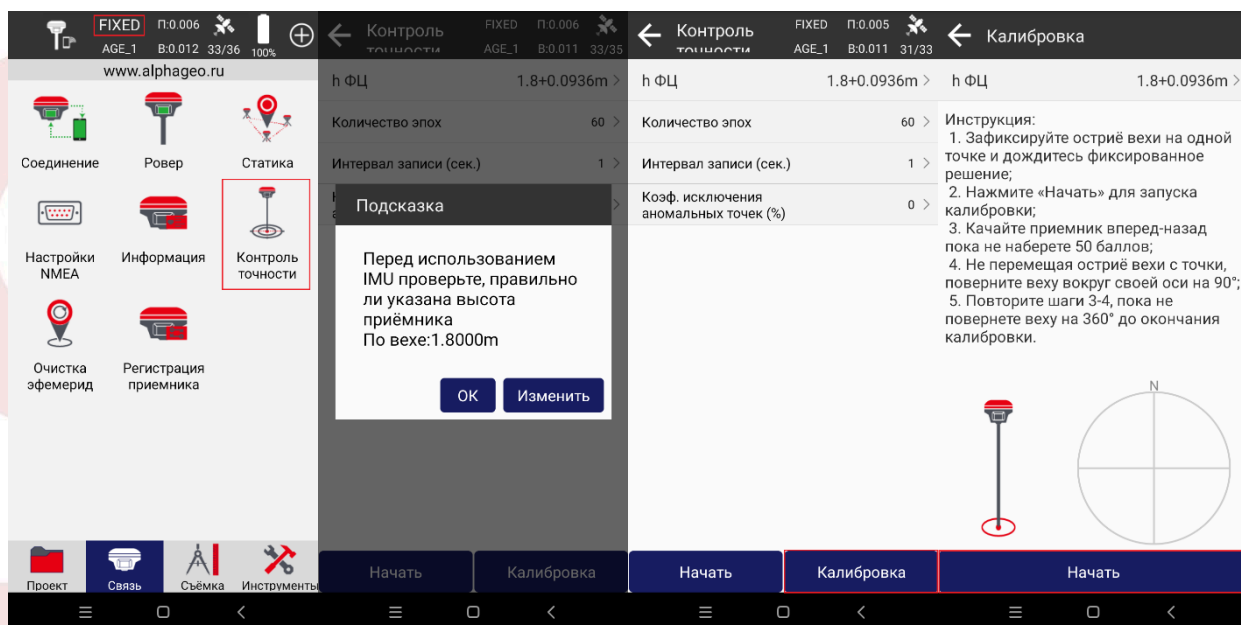 FIXED П:0.006
AGE_1 В:0.012 33/36 100%
www.alphageo.ru
Соединение Ровер Статика
Настройки NMEA
Информация
Контроль точности
Очистка эфемерид
Регистрация приемника
Проект Связь Съёмка Инструменты
Контроль точности
FIXED П:0.006
AGE_1 В:0.011 33/35
h ФЦ 1.8+0.0936m >
Количество эпох 60 >
Интервал записи (сек.) 1 >
Подсказка
Перед использованием
IMU проверьте, правильно
ли указана высота
приёмника
По вехе:1.8000m
ОК Изменить
Начать Калибровка
Контроль точности
FIXED П:0.005
AGE_1 В:0.011 31/33
h ФЦ 1.8+0.0936m >
Количество эпох 60 >
Интервал записи (сек.) 1 >
Коэф. исключения
аномальных точек (%) 0 >
Начать Калибровка
Калибровка
h ФЦ 1.8+0.0936m >
Инструкция:
1. Зафиксируйте остриё вехи на одной
точке и дождитесь фиксированное
решение;
2. Нажмите «Начать» для запуска
калибровки;
3. Качайте приемник вперед-назад
пока не наберете 50 баллов;
4. Не перемещая остриё вехи с точки,
поверните веху вокруг своей оси на 90°;
5. Повторите шаги 3-4, пока не
повернете веху на 360° до окончания
калибровки.
N
Начать